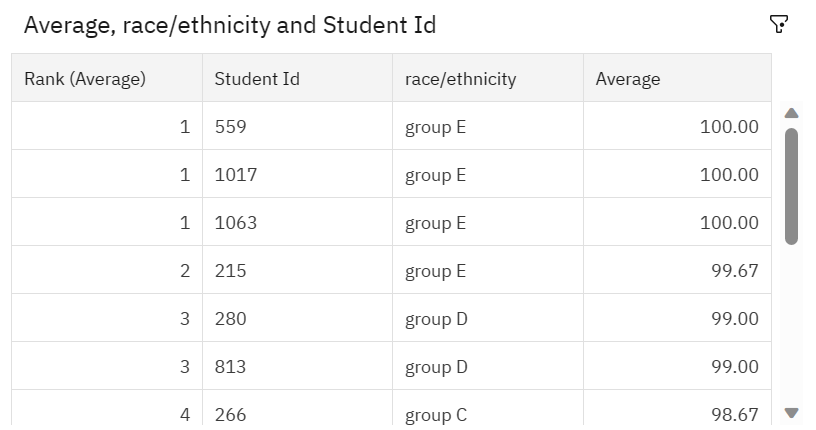 Average, race/ethnicity and Student Id
Rank (Average) Student Id race/ethnicity Average
1 559 group E 100.00
1 1017 group E 100.00
1 1063 group E 100.00
2 215 group E 99.67
3 280 group D 99.00
3 813 group D 99.00
4 266 group C 98.67